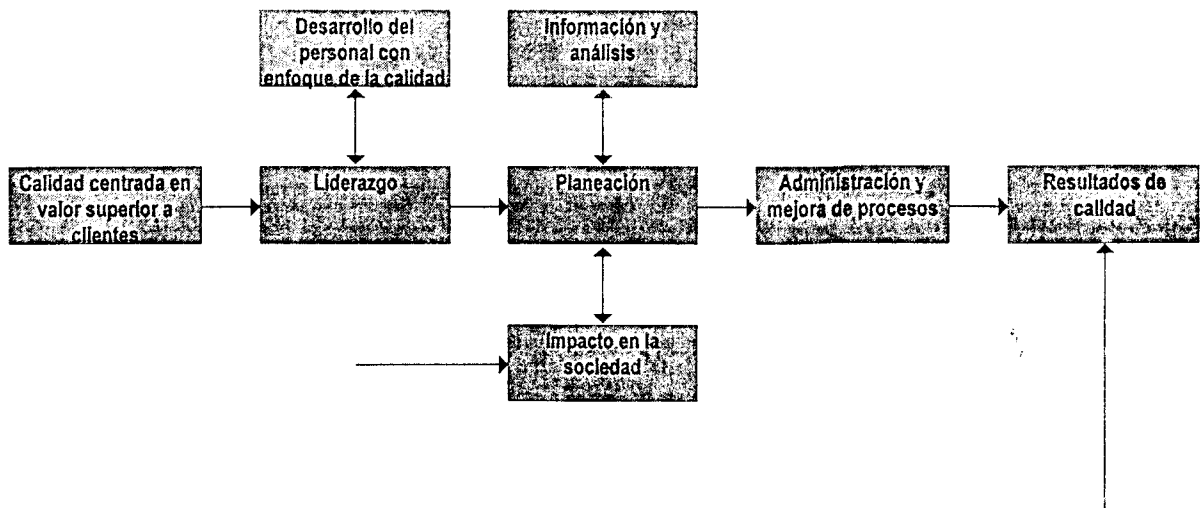 Desarrollo del
personal con
enfoque de la calidad
Información y
análisis
Calidad centrada en
valor superior a
clientes
Liderazgo
Planeación
Administración y
mejora de procesos
Resultados de
calidad
Impacto en la
sociedad